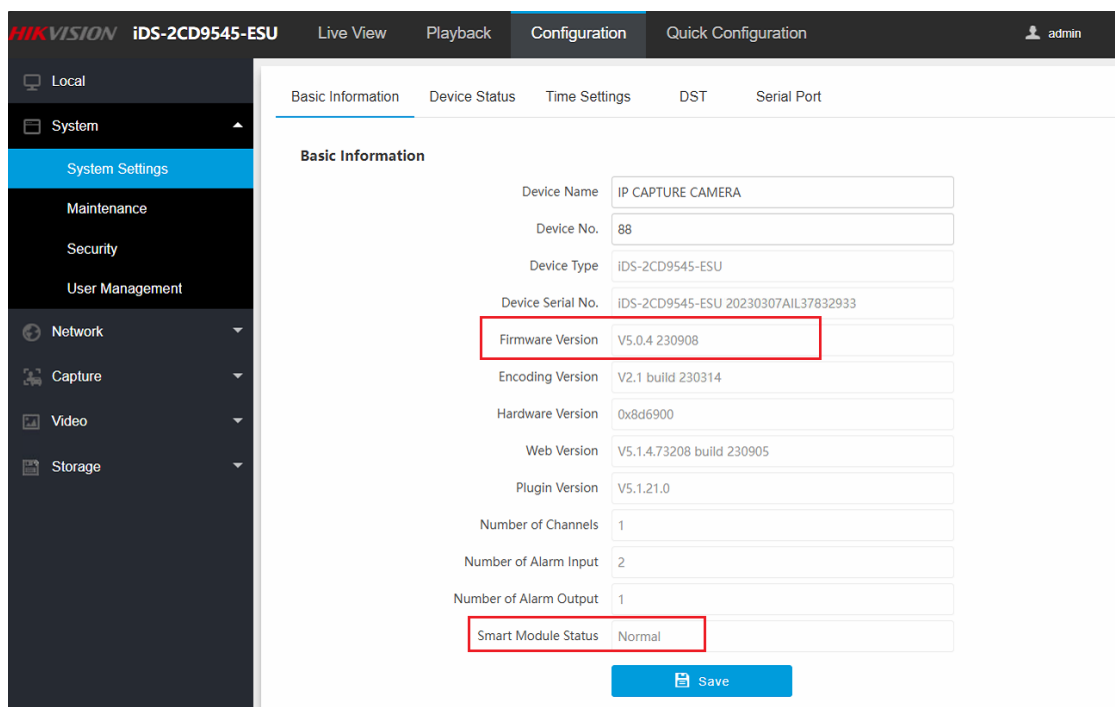 HIKVISION iDS-2CD9545-ESU Live View Playback Configuration Quick Configuration admin
Local
System
System Settings
Maintenance
Security
User Management
Network
Capture
Video
Storage
Basic Information Device Status Time Settings DST Serial Port
Basic Information
Device Name IP CAPTURE CAMERA
Device No. 88
Device Type iDS-2CD9545-ESU
Device Serial No. iDS-2CD9545-ESU 20230307AIL37832933
Firmware Version V5.0.4 230908
Encoding Version V2.1 build 230314
Hardware Version 0x8d6900
Web Version V5.1.4.73208 build 230905
Plugin Version V5.1.21.0
Number of Channels 1
Number of Alarm Input 2
Number of Alarm Output 1
Smart Module Status Normal
Save